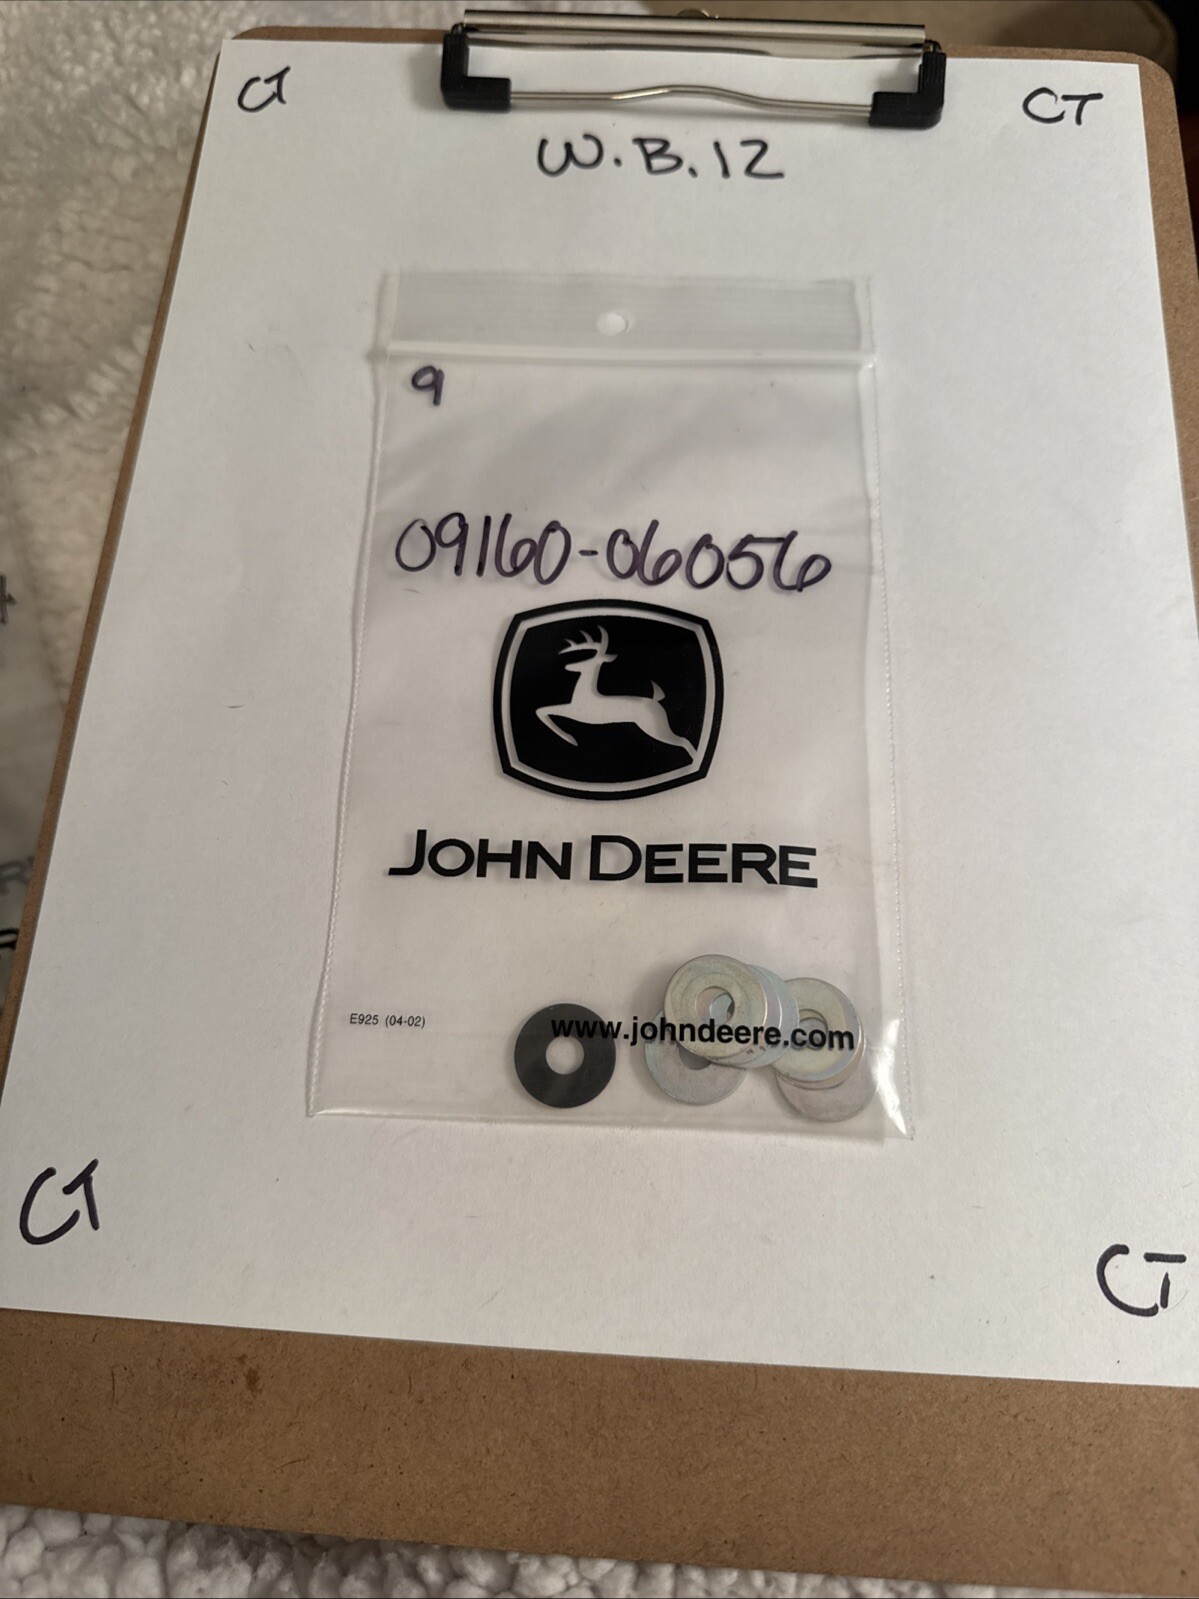 CT
CT
W.B.12
9
09160-06056
JOHN DEERE
E925 (04-02)
www.johndeere.com
CT
CT